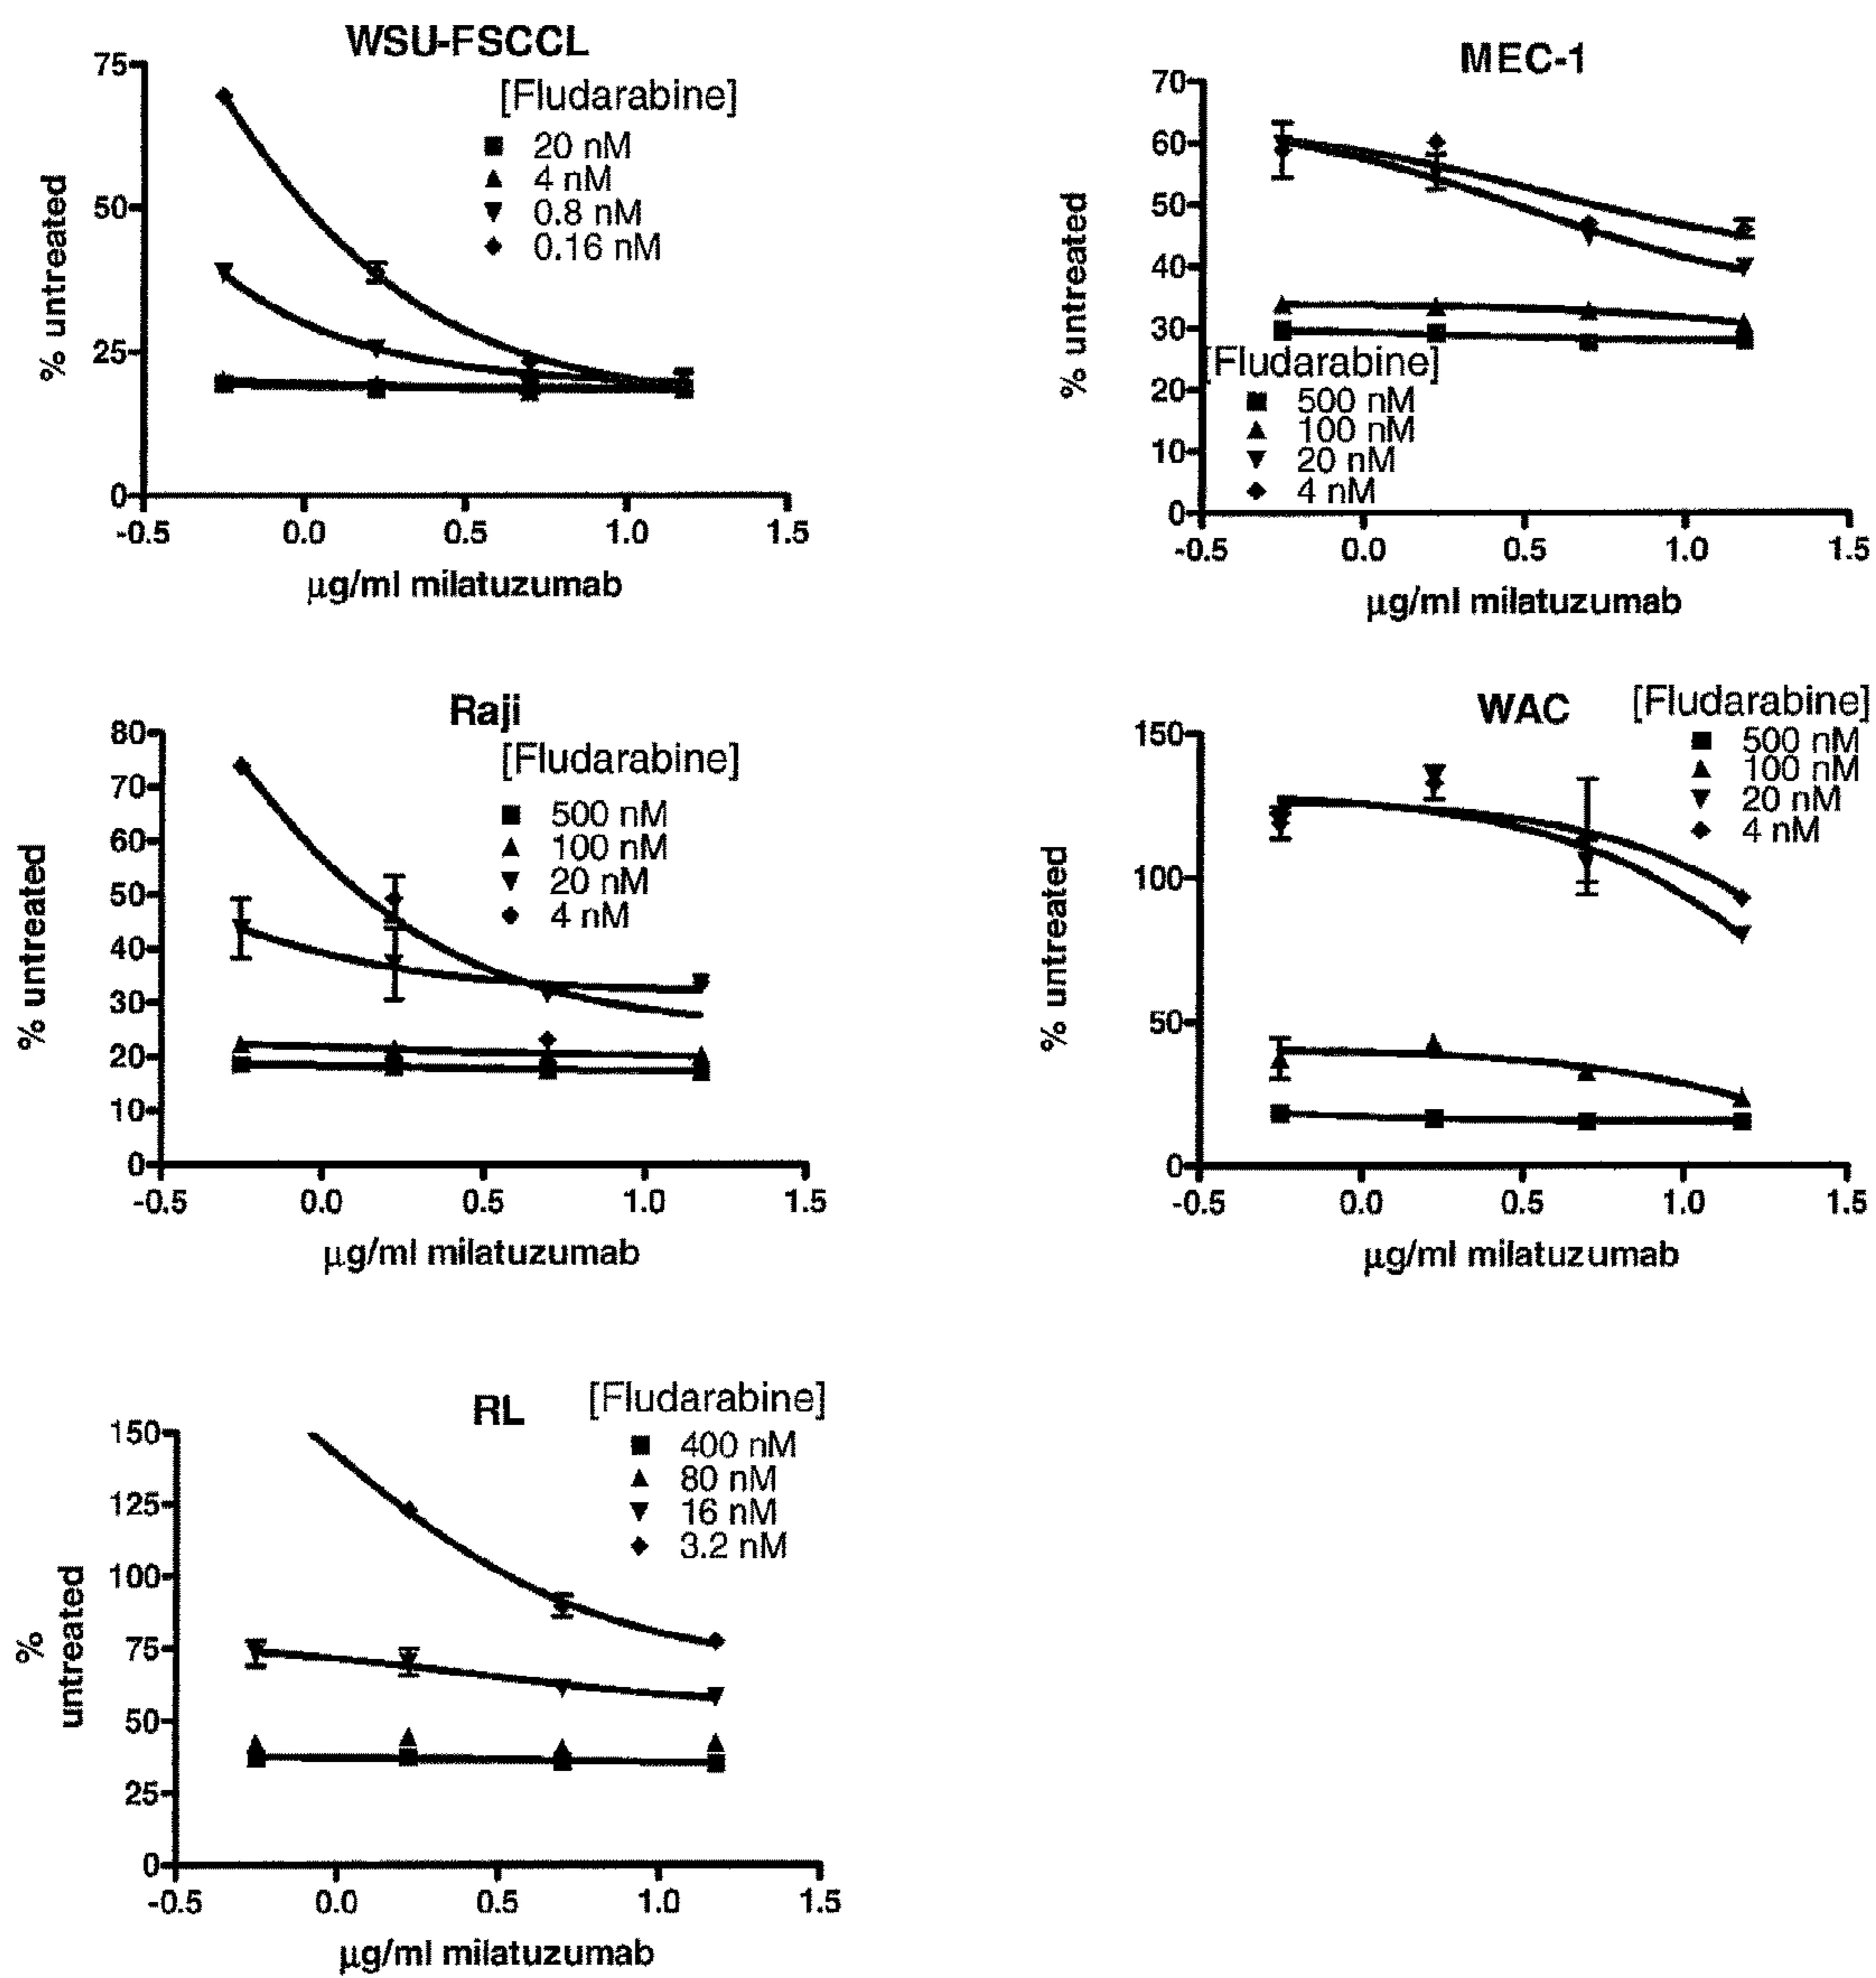 WSU-FSCCL
[Fludarabine]
20 nM
4 nM
0.8 nM
0.16 nM
% untreated
75
50
25
0
-0.5 0.0 0.5 1.0 1.5
µg/ml milatuzumab
MEC-1
% untreated
70
60
50
40
30
20
10
0
[Fludarabine]
500 nM
100 nM
20 nM
4 nM
-0.5 0.0 0.5 1.0 1.5
µg/ml milatuzumab
Raji
[Fludarabine]
500 nM
100 nM
20 nM
4 nM
% untreated
80
70
60
50
40
30
20
10
0
-0.5 0.0 0.5 1.0 1.5
µg/ml milatuzumab
WAC
[Fludarabine]
500 nM
100 nM
20 nM
4 nM
% untreated
150
100
50
0
-0.5 0.0 0.5 1.0 1.5
µg/ml milatuzumab
RL
[Fludarabine]
400 nM
80 nM
16 nM
3.2 nM
%
untreated
150
125
100
75
50
25
0
-0.5 0.0 0.5 1.0 1.5
µg/ml milatuzumab